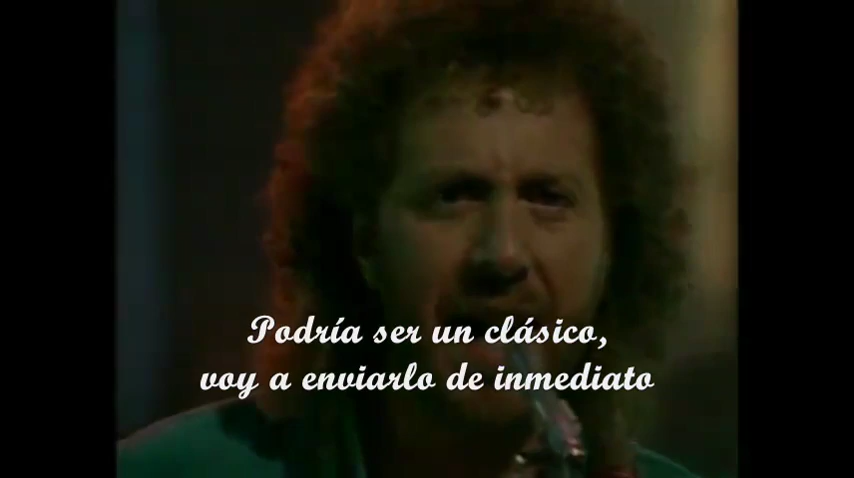 Podría ser un clásico,
voy a enviarlo de inmediato